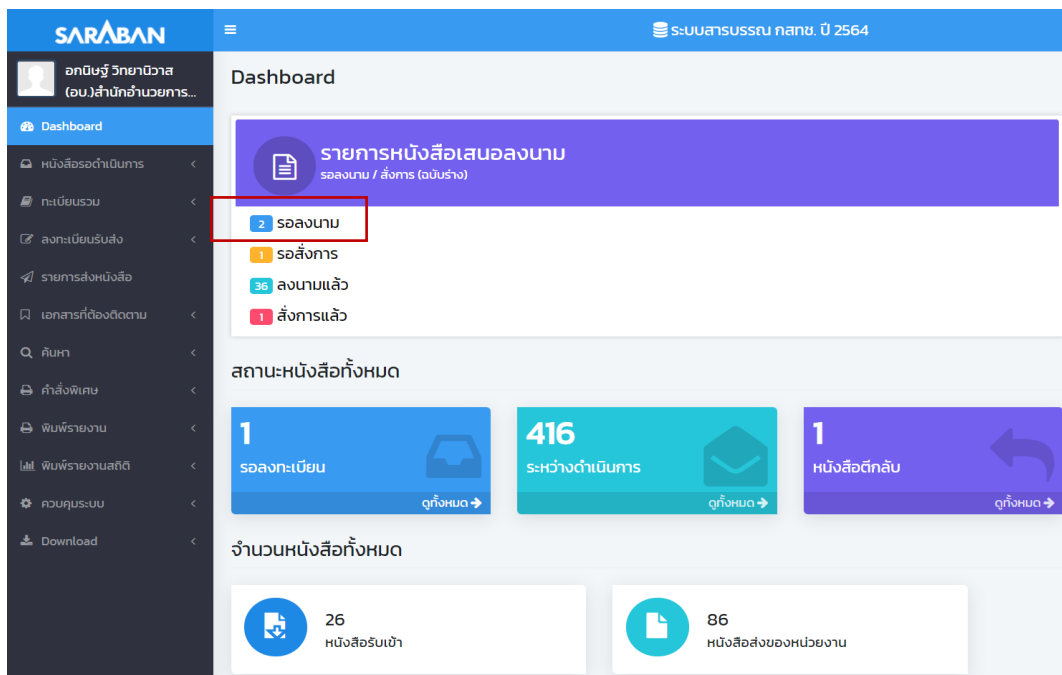 SARABAN
ระบบสารบรรณ กสทช. ปี 2564
อกนิษฐ์ วิทยานิวาส
(อบ.)สำนักอำนวยการ...
Dashboard
หนังสือรอดำเนินการ
ทะเบียนรวม
ลงทะเบียนรับส่ง
รายการส่งหนังสือ
เอกสารที่ต้องติดตาม
ค้นหา
คำสั่งพิเศษ
พิมพ์รายงาน
พิมพ์รายงานสถิติ
ควบคุมระบบ
Download
Dashboard
รายการหนังสือเสนอลงนาม
รอลงนาม / สั่งการ (ฉบับร่าง)
2 รอลงนาม
1 รอสั่งการ
36 ลงนามแล้ว
1 สั่งการแล้ว
สถานะหนังสือทั้งหมด
1
รอลงทะเบียน
ดูทั้งหมด
416
ระหว่างดำเนินการ
ดูทั้งหมด
1
หนังสือตีกลับ
ดูทั้งหมด
จำนวนหนังสือทั้งหมด
26
หนังสือรับเข้า
86
หนังสือส่งของหน่วยงาน